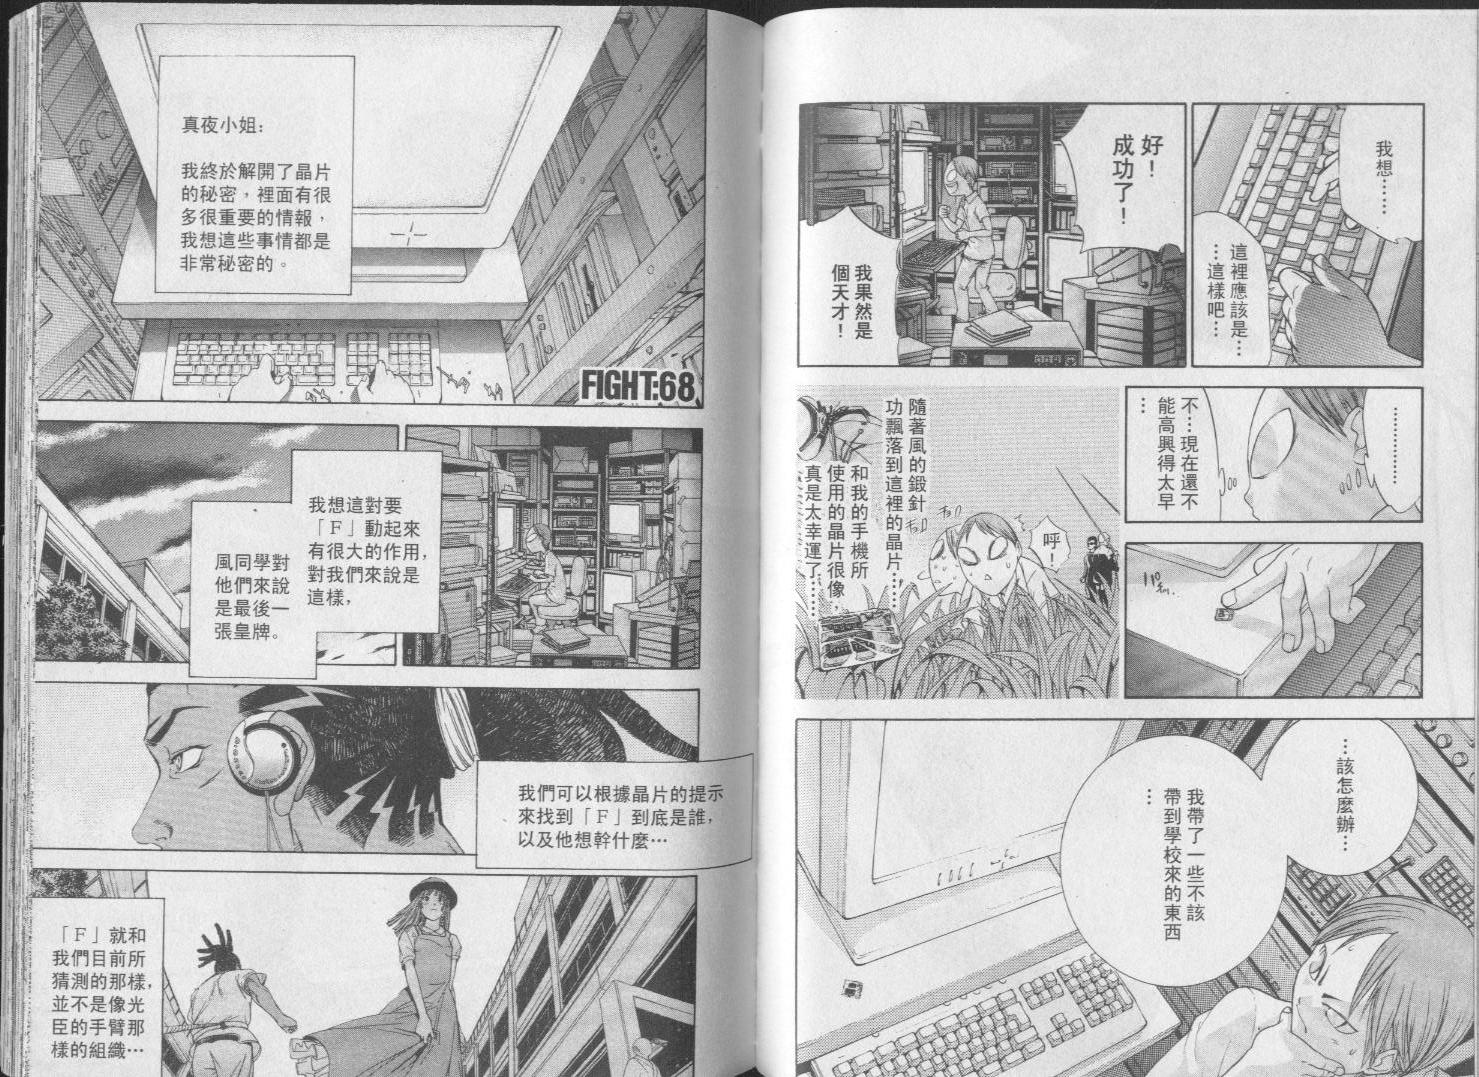 我想……
這裡應該是…
…這樣吧…
好！
成功了！
我果然是
個天才！
…………
不…現在還不
能高興得太早
…
隨著風的鍛針
功飄落到這裡的晶片……
和我的手機所
使用的晶片很像，
真是太幸運了……
呼！
…該怎麼辦…
我帶了一些不該
帶到學校來的東西
…
真夜小姐：
我終於解開了晶片
的秘密，裡面有很
多很重要的情報，
我想這些事情都是
非常秘密的。
FIGHT:68
我想這對要
「Ｆ」動起來
有很大的作用，
對我們來說是
這樣，
風同學對
他們來說
是最後一
張皇牌。
我們可以根據晶片的提示
來找到「Ｆ」到底是誰，
以及他想幹什麼…
「Ｆ」就和
我們目前所
猜測的那樣，
並不是像光
臣的手臂那
樣的組織…